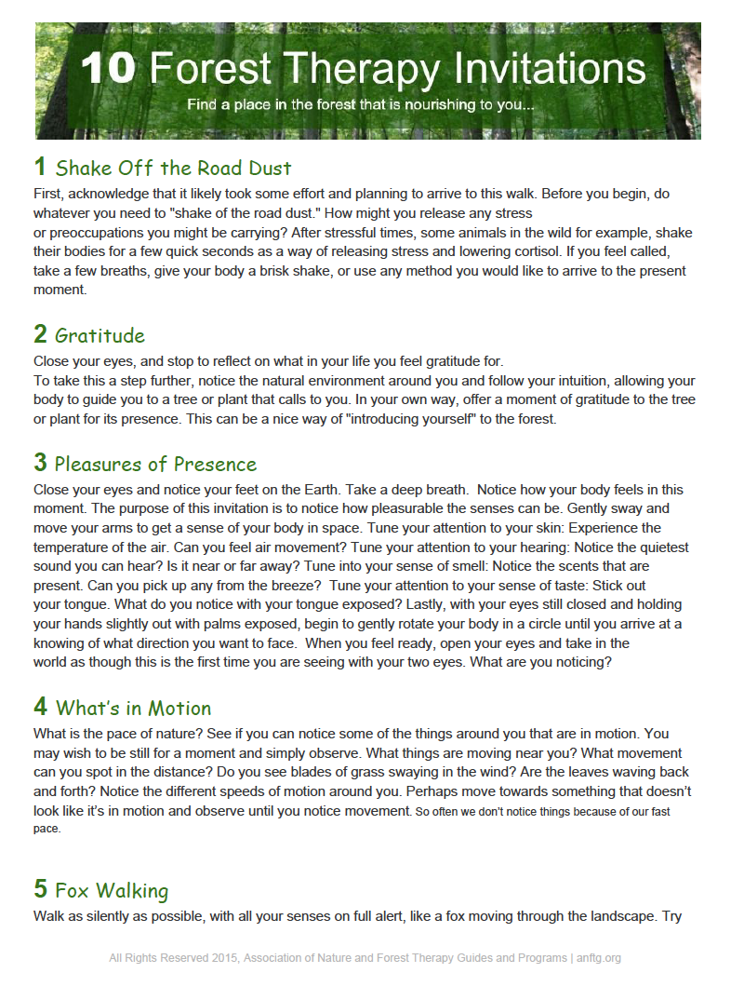 10 Forest Therapy Invitations
Find a place in the forest that is nourishing to you...
1 Shake Off the Road Dust
First, acknowledge that it likely took some effort and planning to arrive to this walk. Before you begin, do
whatever you need to "shake of the road dust." How might you release any stress
or preoccupations you might be carrying? After stressful times, some animals in the wild for example, shake
their bodies for a few quick seconds as a way of releasing stress and lowering cortisol. If you feel called,
take a few breaths, give your body a brisk shake, or use any method you would like to arrive to the present
moment.
2 Gratitude
Close your eyes, and stop to reflect on what in your life you feel gratitude for.
To take this a step further, notice the natural environment around you and follow your intuition, allowing your
body to guide you to a tree or plant that calls to you. In your own way, offer a moment of gratitude to the tree
or plant for its presence. This can be a nice way of "introducing yourself" to the forest.
3 Pleasures of Presence
Close your eyes and notice your feet on the Earth. Take a deep breath.  Notice how your body feels in this
moment. The purpose of this invitation is to notice how pleasurable the senses can be. Gently sway and
move your arms to get a sense of your body in space. Tune your attention to your skin: Experience the
temperature of the air. Can you feel air movement? Tune your attention to your hearing: Notice the quietest
sound you can hear? Is it near or far away? Tune into your sense of smell: Notice the scents that are
present. Can you pick up any from the breeze?  Tune your attention to your sense of taste: Stick out
your tongue. What do you notice with your tongue exposed? Lastly, with your eyes still closed and holding
your hands slightly out with palms exposed, begin to gently rotate your body in a circle until you arrive at a
knowing of what direction you want to face.  When you feel ready, open your eyes and take in the
world as though this is the first time you are seeing with your two eyes. What are you noticing?
4 What's in Motion
What is the pace of nature? See if you can notice some of the things around you that are in motion. You
may wish to be still for a moment and simply observe. What things are moving near you? What movement
can you spot in the distance? Do you see blades of grass swaying in the wind? Are the leaves waving back
and forth? Notice the different speeds of motion around you. Perhaps move towards something that doesn't
look like it's in motion and observe until you notice movement. So often we don't notice things because of our fast
pace.
5 Fox Walking
Walk as silently as possible, with all your senses on full alert, like a fox moving through the landscape. Try
All Rights Reserved 2015, Association of Nature and Forest Therapy Guides and Programs | anftg.org